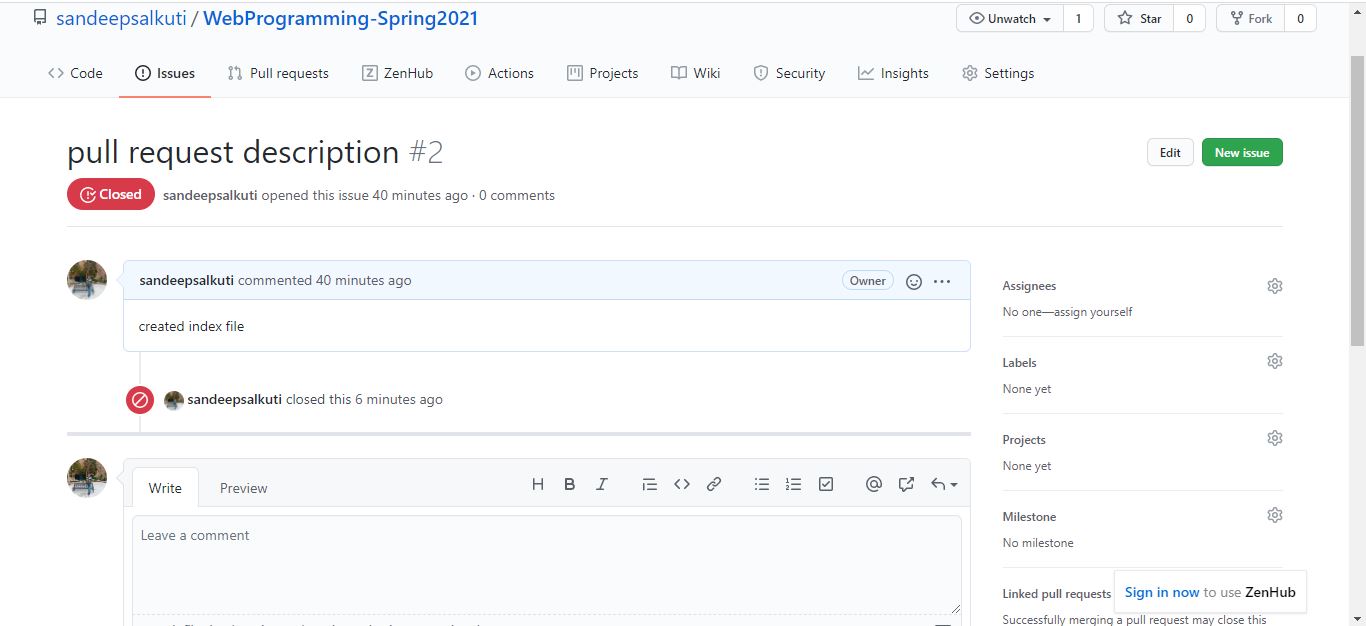 sandeepsalkuti / WebProgramming-Spring2021
Unwatch 1 Star 0 Fork 0
Code Issues Pull requests ZenHub Actions Projects Wiki Security Insights Settings
pull request description #2
Edit New issue
Closed sandeepsalkuti opened this issue 40 minutes ago · 0 comments
sandeepsalkuti commented 40 minutes ago Owner
created index file
sandeepsalkuti closed this 6 minutes ago
Write Preview
Leave a comment
Assignees
No one—assign yourself
Labels
None yet
Projects
None yet
Milestone
No milestone
Linked pull requests
Sign in now to use ZenHub
Successfully merging a pull request may close this